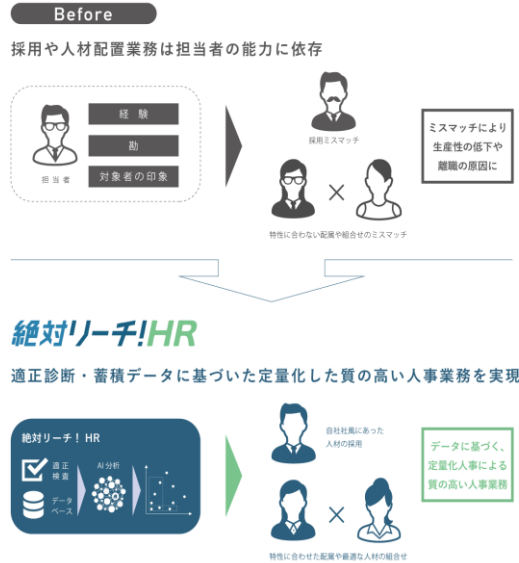 Before
採用や人材配置業務は担当者の能力に依存
経験
勘
対象者の印象
担当者
採用ミスマッチ
特性に合わない配属や組合せのミスマッチ
ミスマッチにより
生産性の低下や
離職の原因に
絶対リーチ!HR
適正診断・蓄積データに基づいた定量化した質の高い人事業務を実現
絶対リーチ! HR
適正
検査
AI分析
データ
ベース
自社社風にあった
人材の採用
特性に合わせた配属や最適な人材の組合せ
データに基づく、
定量化人事による
質の高い人事業務